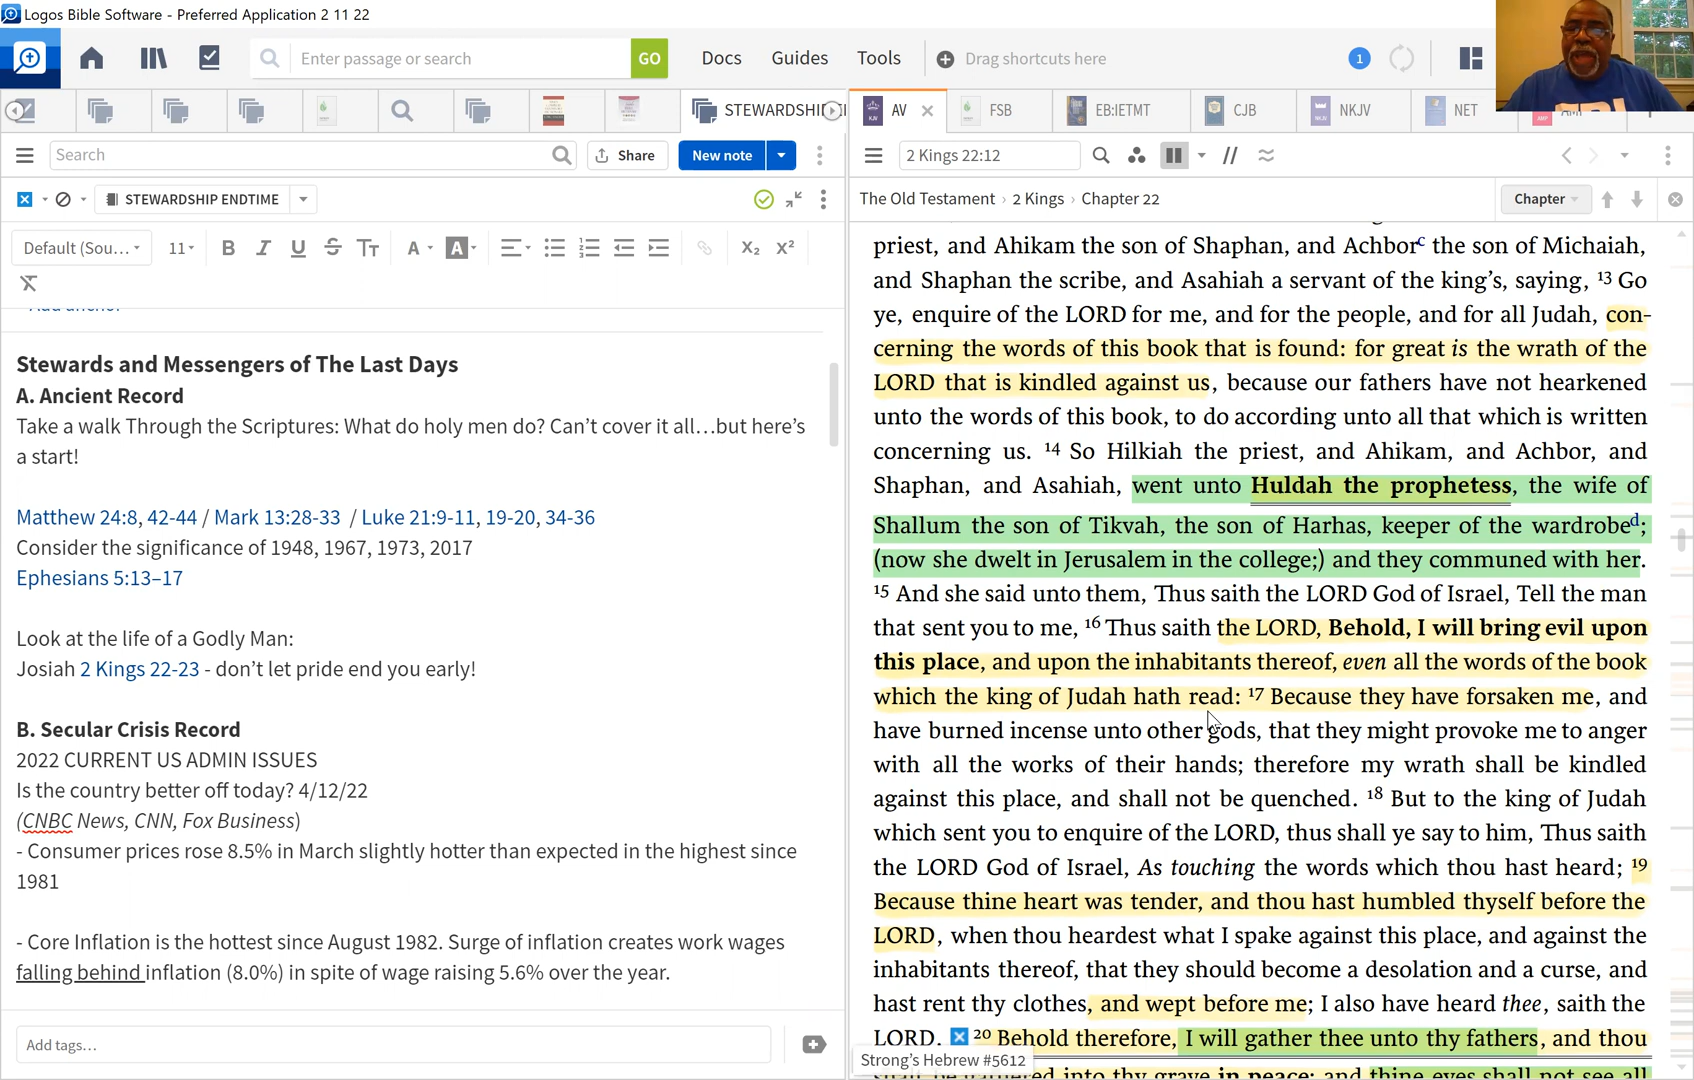 Logos Bible Software - Preferred Application 2 11 22
Enter passage or search
GO
Docs
Guides
Tools
Drag shortcuts here
1
STEWARDSHIP
AV
FSB
EB:IETMT
CJB
NKJV
NET
Search
Share
New note
2 Kings 22:12
STEWARDSHIP ENDTIME
The Old Testament › 2 Kings › Chapter 22
Chapter
Default (Sou...
11
B I U S Tт A A X₂ X²
Add anchor
Stewards and Messengers of The Last Days
A. Ancient Record
Take a walk Through the Scriptures: What do holy men do? Can't cover it all…but here's
a start!
Matthew 24:8, 42-44 / Mark 13:28-33 / Luke 21:9-11, 19-20, 34-36
Consider the significance of 1948, 1967, 1973, 2017
Ephesians 5:13–17
Look at the life of a Godly Man:
Josiah 2 Kings 22-23 - don't let pride end you early!
B. Secular Crisis Record
2022 CURRENT US ADMIN ISSUES
Is the country better off today? 4/12/22
(CNBC News, CNN, Fox Business)
- Consumer prices rose 8.5% in March slightly hotter than expected in the highest since
1981
- Core Inflation is the hottest since August 1982. Surge of inflation creates work wages
falling behind inflation (8.0%) in spite of wage raising 5.6% over the year.
Add tags…
priest, and Ahikam the son of Shaphan, and Achbor c the son of Michaiah,
and Shaphan the scribe, and Asahiah a servant of the king's, saying, 13 Go
ye, enquire of the LORD for me, and for the people, and for all Judah, con-
cerning the words of this book that is found: for great is the wrath of the
LORD that is kindled against us, because our fathers have not hearkened
unto the words of this book, to do according unto all that which is written
concerning us. 14 So Hilkiah the priest, and Ahikam, and Achbor, and
Shaphan, and Asahiah, went unto Huldah the prophetess, the wife of
Shallum the son of Tikvah, the son of Harhas, keeper of the wardrobe d;
(now she dwelt in Jerusalem in the college;) and they communed with her.
15 And she said unto them, Thus saith the LORD God of Israel, Tell the man
that sent you to me, 16 Thus saith the LORD, Behold, I will bring evil upon
this place, and upon the inhabitants thereof, even all the words of the book
which the king of Judah hath read: 17 Because they have forsaken me, and
have burned incense unto other gods, that they might provoke me to anger
with all the works of their hands; therefore my wrath shall be kindled
against this place, and shall not be quenched. 18 But to the king of Judah
which sent you to enquire of the LORD, thus shall ye say to him, Thus saith
the LORD God of Israel, As touching the words which thou hast heard; 19
Because thine heart was tender, and thou hast humbled thyself before the
LORD, when thou heardest what I spake against this place, and against the
inhabitants thereof, that they should become a desolation and a curse, and
hast rent thy clothes, and wept before me; I also have heard thee, saith the
LORD. 20 Behold therefore, I will gather thee unto thy fathers, and thou
Strong's Hebrew #5612
into thy grave in peace; and thine eyes shall not see all